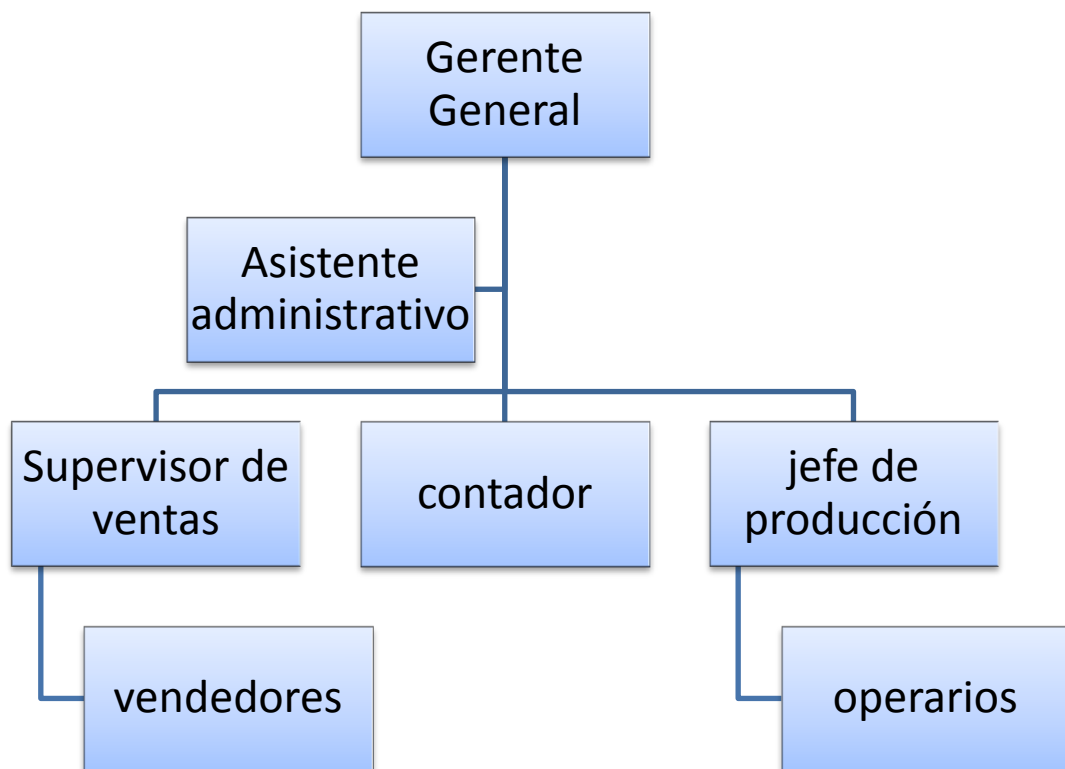 Gerente
General
Asistente
administrativo
Supervisor de
ventas
contador
jefe de
producción
vendedores
operarios